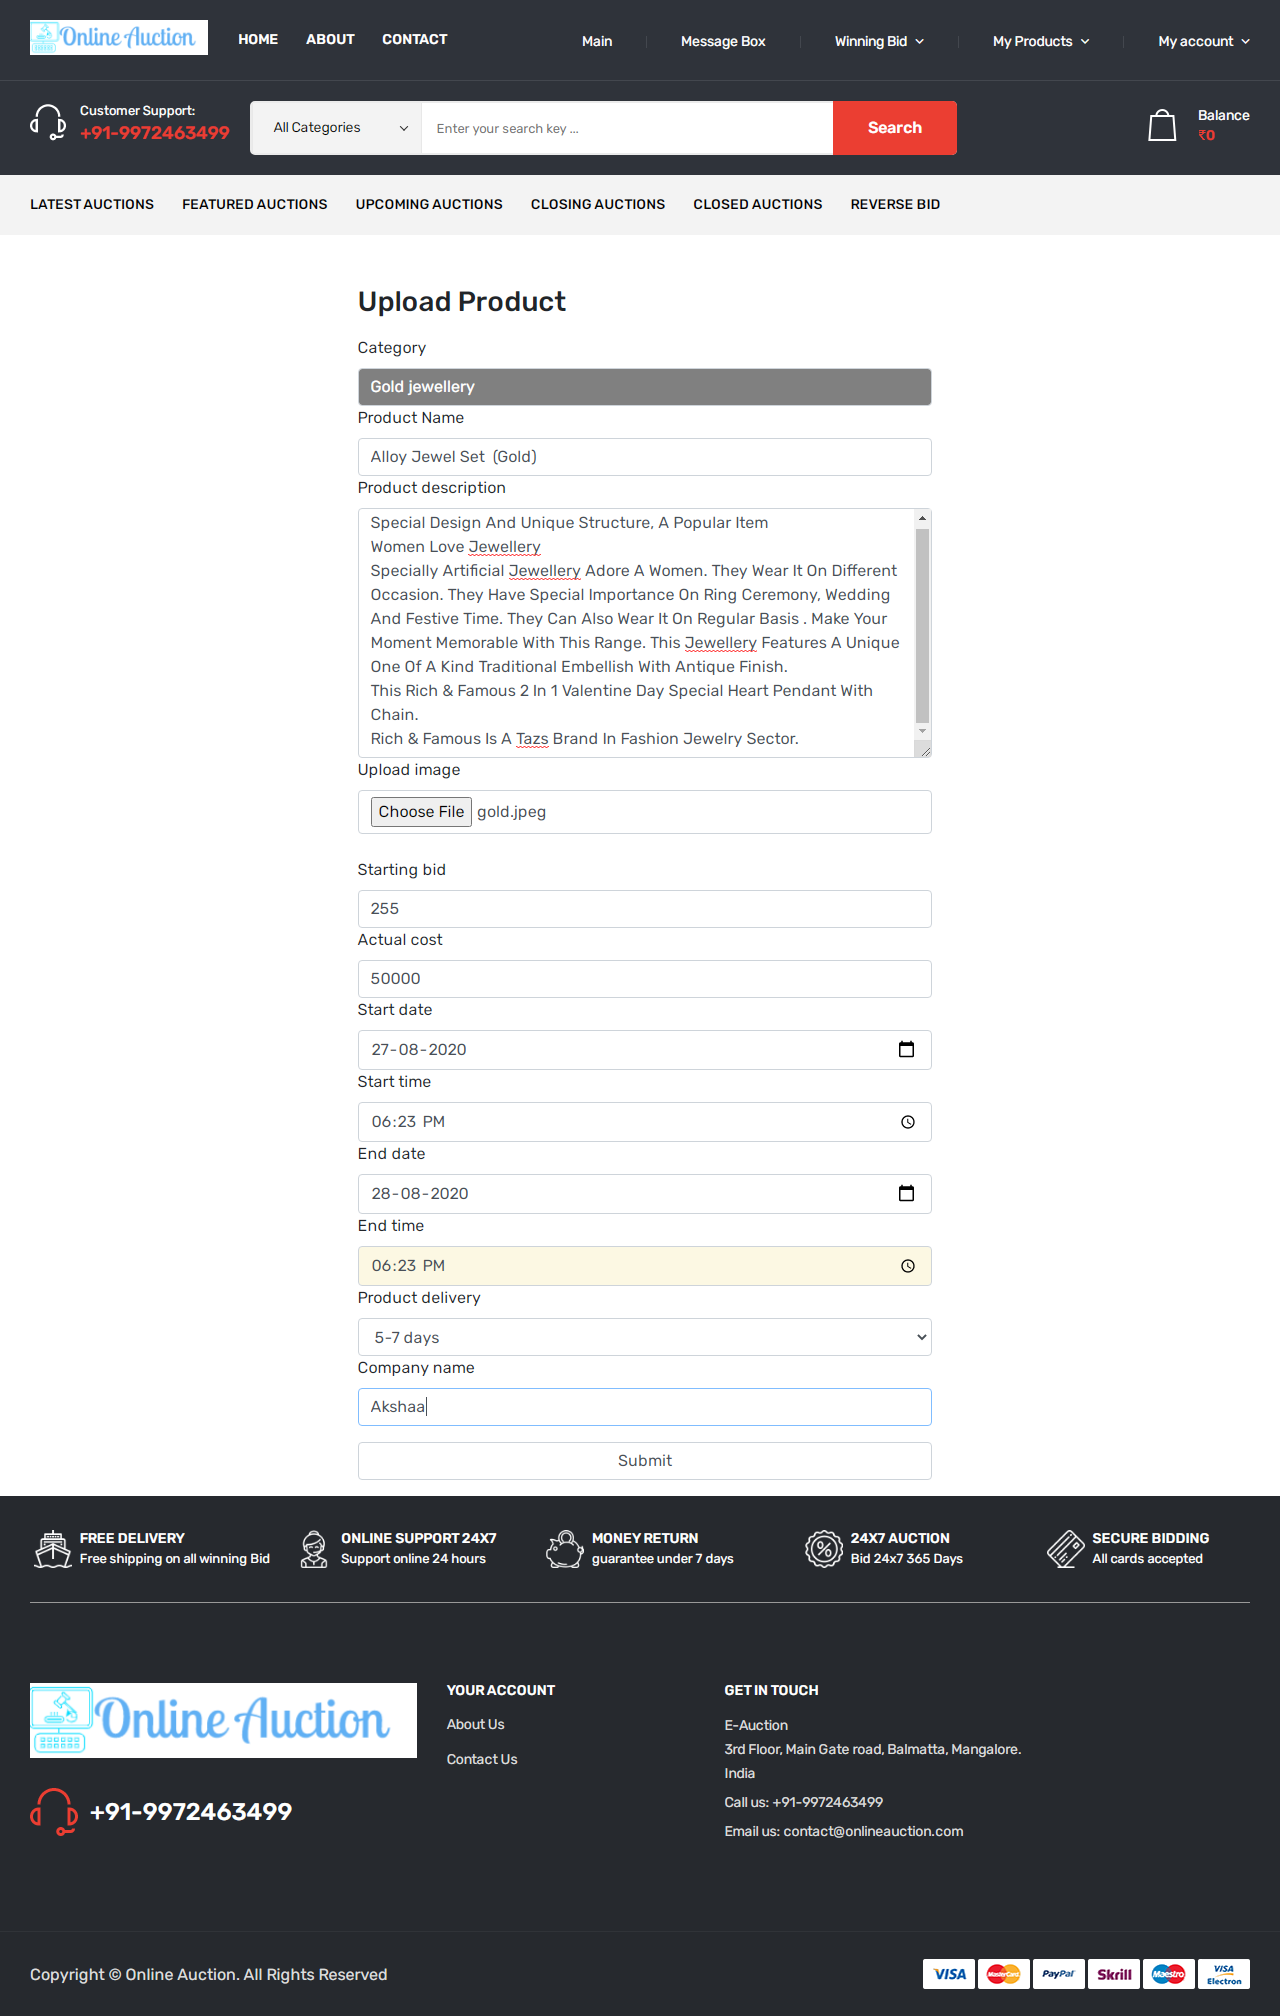 Online Auction
HOME ABOUT CONTACT
Main Message Box Winning Bid My Products My account
Customer Support:
+91-9972463499
All Categories Enter your search key ... Search
Balance
₹0
LATEST AUCTIONS FEATURED AUCTIONS UPCOMING AUCTIONS CLOSING AUCTIONS CLOSED AUCTIONS REVERSE BID
Upload Product
Category
Gold jewellery
Product Name
Alloy Jewel Set (Gold)
Product description
Special Design And Unique Structure, A Popular Item
Women Love Jewellery
Specially Artificial Jewellery Adore A Women. They Wear It On Different
Occasion. They Have Special Importance On Ring Ceremony, Wedding
And Festive Time. They Can Also Wear It On Regular Basis . Make Your
Moment Memorable With This Range. This Jewellery Features A Unique
One Of A Kind Traditional Embellish With Antique Finish.
This Rich & Famous 2 In 1 Valentine Day Special Heart Pendant With
Chain.
Rich & Famous Is A Tazs Brand In Fashion Jewelry Sector.
Upload image
Choose File gold.jpeg
Starting bid
255
Actual cost
50000
Start date
27-08-2020
Start time
06:23 PM
End date
28-08-2020
End time
06:23 PM
Product delivery
5-7 days
Company name
Akshaa
Submit
FREE DELIVERY
Free shipping on all winning Bid
ONLINE SUPPORT 24X7
Support online 24 hours
MONEY RETURN
guarantee under 7 days
24X7 AUCTION
Bid 24x7 365 Days
SECURE BIDDING
All cards accepted
Online Auction
+91-9972463499
YOUR ACCOUNT
About Us
Contact Us
GET IN TOUCH
E-Auction
3rd Floor, Main Gate road, Balmatta, Mangalore.
India
Call us: +91-9972463499
Email us: contact@onlineauction.com
Copyright © Online Auction. All Rights Reserved
VISA MasterCard PayPal Skrill Maestro VISA Electron